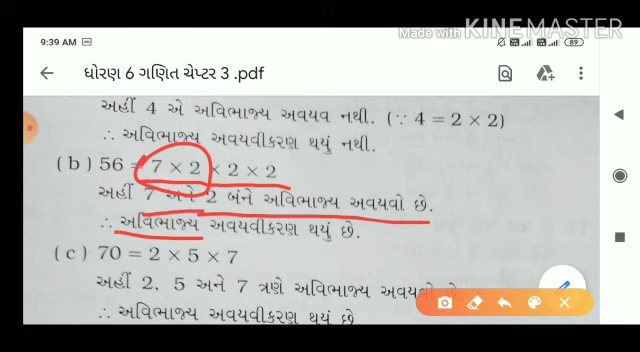 Made with KINEMASTER
9:39 AM 89
ધોરણ 6 ગણિત ચેપ્ટર 3 .pdf
અહીં 4 એ અવિભાજ્ય અવયવ નથી. (∵ 4 = 2 × 2)
∴ અવિભાજ્ય અવયવીકરણ થયું નથી.
(b) 56 = 7 × 2 × 2 × 2
અહીં 7 અને 2 બંને અવિભાજ્ય અવયવો છે.
∴ અવિભાજ્ય અવયવીકરણ થયું છે.
(c) 70 = 2 × 5 × 7
અહીં 2, 5 અને 7 ત્રણે અવિભાજ્ય અવયવો છે.
∴ અવિભાજ્ય અવયવીકરણ થયું છે